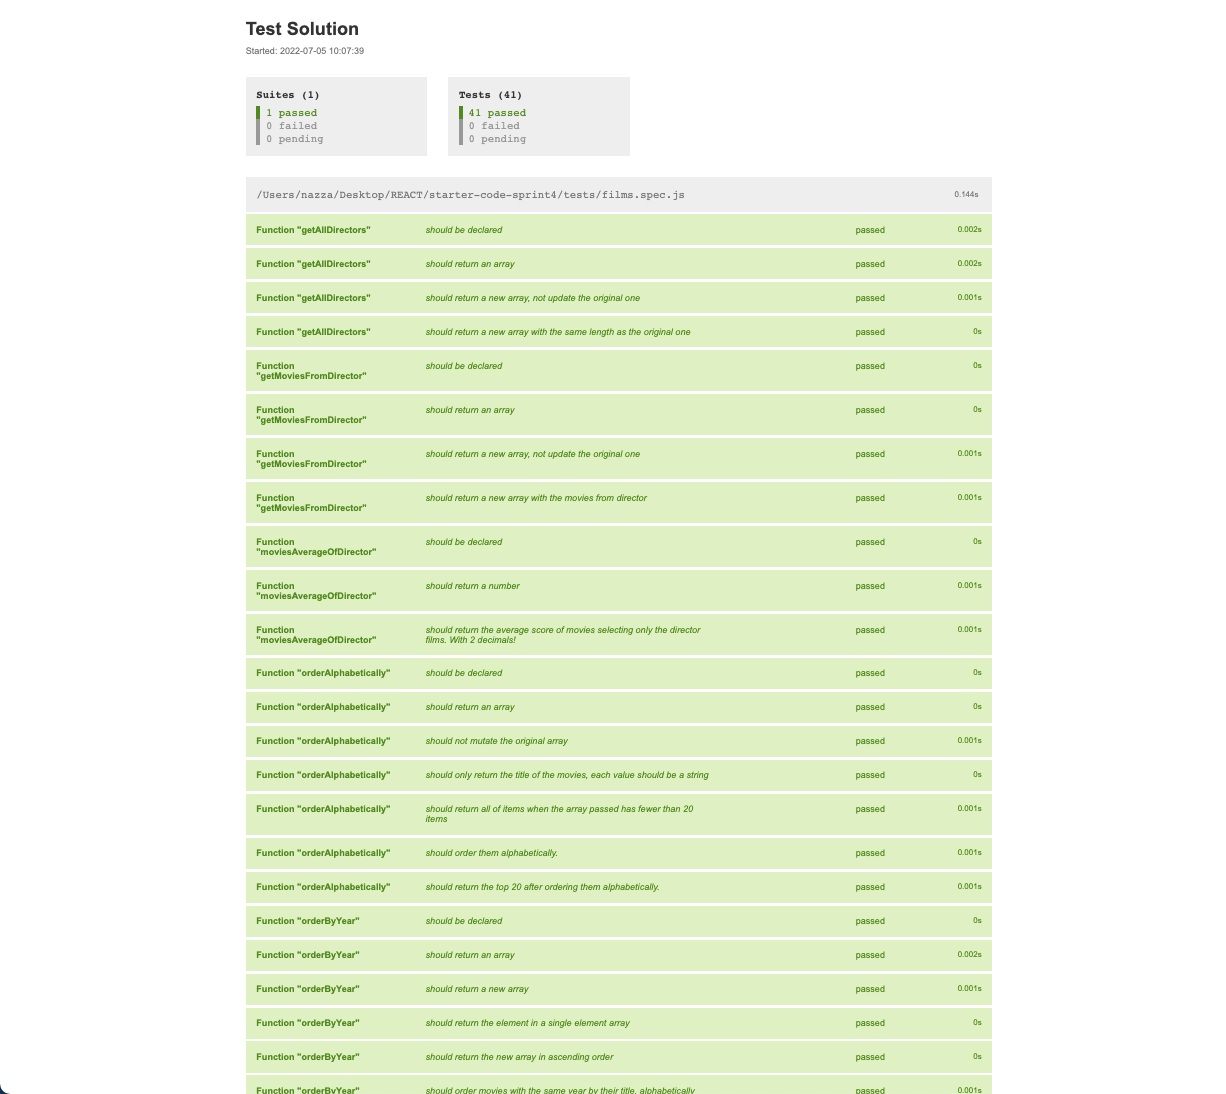 Test Solution
Started: 2022-07-05 10:07:39
Suites (1)
1 passed
0 failed
0 pending
Tests (41)
41 passed
0 failed
0 pending
/Users/nazza/Desktop/REACT/starter-code-sprint4/tests/films.spec.js 0.144s
Function "getAllDirectors" should be declared passed 0.002s
Function "getAllDirectors" should return an array passed 0.002s
Function "getAllDirectors" should return a new array, not update the original one passed 0.001s
Function "getAllDirectors" should return a new array with the same length as the original one passed 0s
Function should be declared passed 0s
"getMoviesFromDirector"
Function should return an array passed 0s
"getMoviesFromDirector"
Function should return a new array, not update the original one passed 0.001s
"getMoviesFromDirector"
Function should return a new array with the movies from director passed 0.001s
"getMoviesFromDirector"
Function should be declared passed 0s
"moviesAverageOfDirector"
Function should return a number passed 0.001s
"moviesAverageOfDirector"
Function should return the average score of movies selecting only the director passed 0.001s
"moviesAverageOfDirector" films. With 2 decimals!
Function "orderAlphabetically" should be declared passed 0s
Function "orderAlphabetically" should return an array passed 0s
Function "orderAlphabetically" should not mutate the original array passed 0.001s
Function "orderAlphabetically" should only return the title of the movies, each value should be a string passed 0s
Function "orderAlphabetically" should return all of items when the array passed has fewer than 20 passed 0.001s
items
Function "orderAlphabetically" should order them alphabetically. passed 0.001s
Function "orderAlphabetically" should return the top 20 after ordering them alphabetically. passed 0.001s
Function "orderByYear" should be declared passed 0s
Function "orderByYear" should return an array passed 0.002s
Function "orderByYear" should return a new array passed 0.001s
Function "orderByYear" should return the element in a single element array passed 0s
Function "orderByYear" should return the new array in ascending order passed 0s
Function "orderByYear" should order movies with the same year by their title, alphabetically passed 0.001s